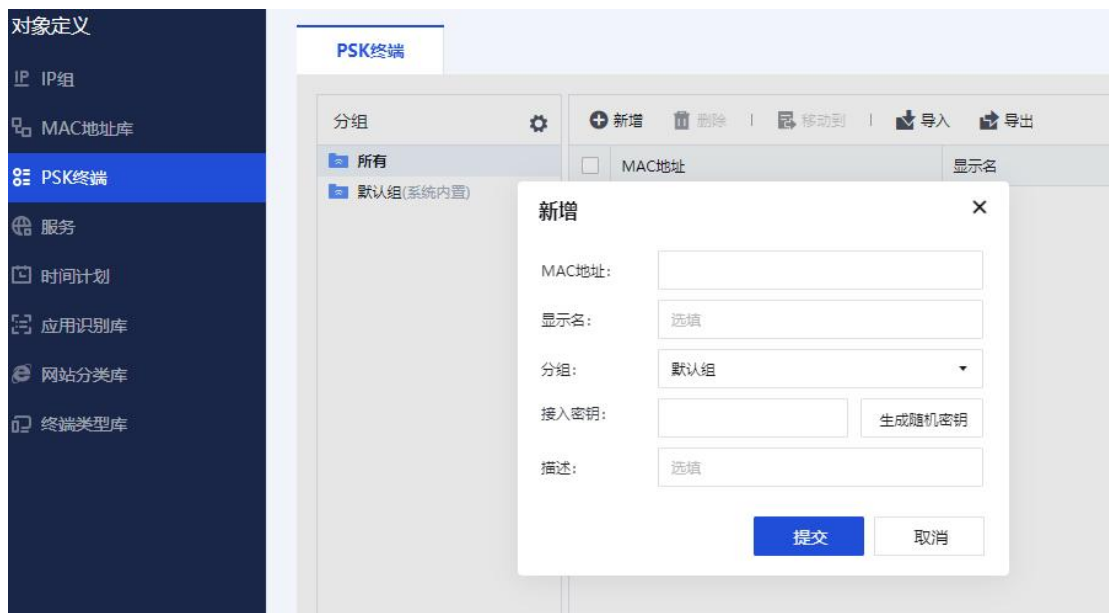 对象定义
IP IP组
MAC地址库
PSK终端
服务
时间计划
应用识别库
网站分类库
终端类型库
PSK终端
分组
新增 删除 移动到 导入 导出
所有
默认组(系统内置)
MAC地址 显示名
新增
MAC地址:
显示名: 选填
分组: 默认组
接入密钥: 生成随机密钥
描述: 选填
提交 取消